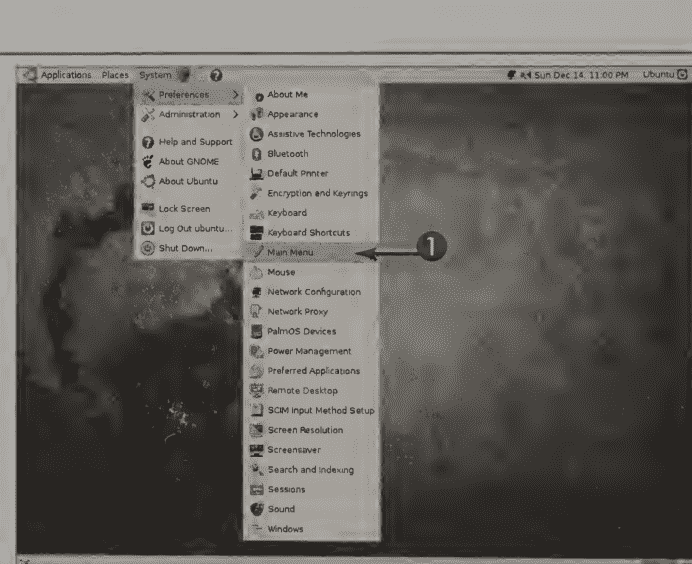 Applications Places System
Sun Dec 14, 11:00 PM Ubuntu
Preferences
Administration
Help and Support
About GNOME
About Ubuntu
Lock Screen
Log Out ubuntu...
Shut Down...
About Me
Appearance
Assistive Technologies
Bluetooth
Default Printer
Encryption and Keyrings
Keyboard
Keyboard Shortcuts
Main Menu
1
Mouse
Network Configuration
Network Proxy
PalmOS Devices
Power Management
Preferred Applications
Remote Desktop
SCIM Input Method Setup
Screen Resolution
Screensaver
Search and Indexing
Sessions
Sound
Windows